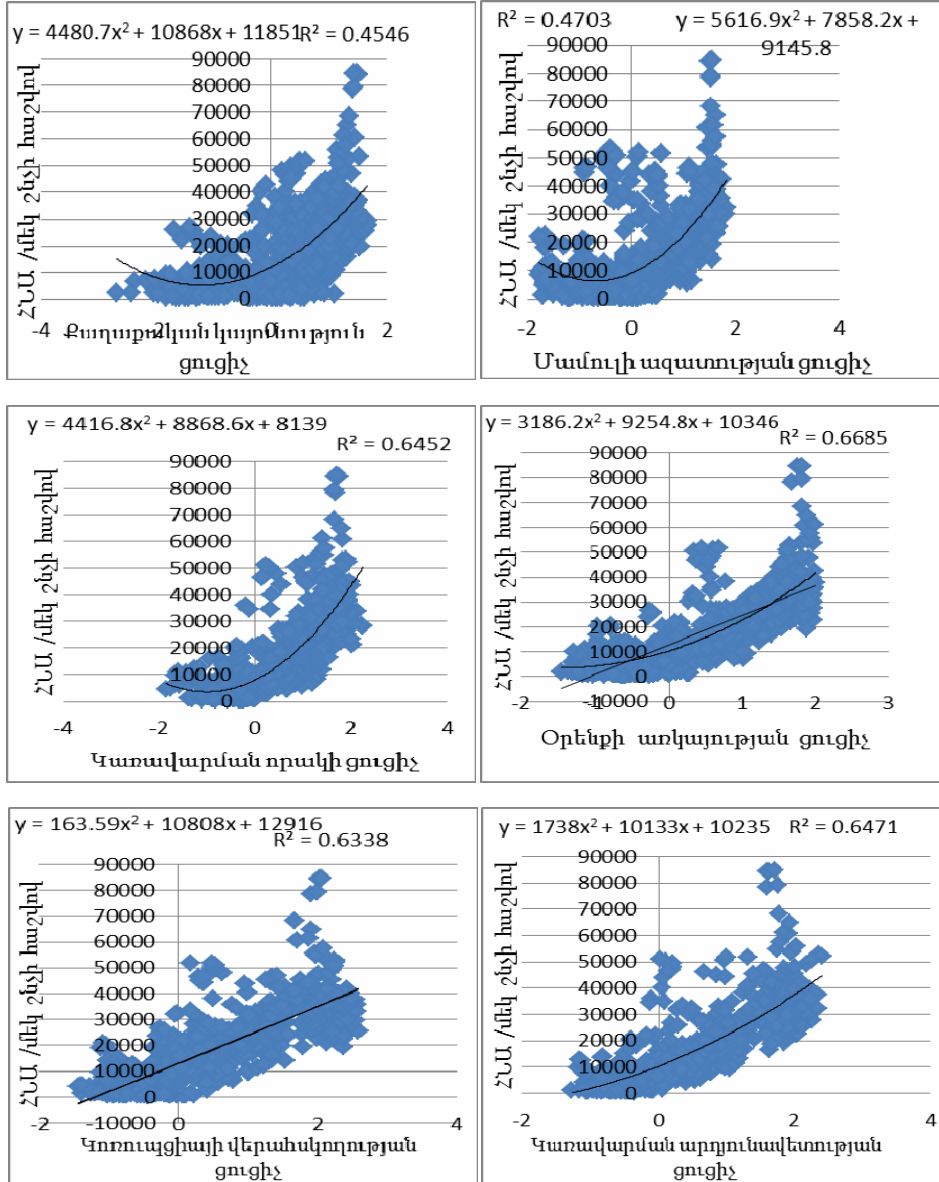 y = 4480.7x² + 10868x + 11851 R² = 0.4546
90000
80000
70000
60000
50000
40000
30000
20000
10000
0
-4 -2 0 2
ՀՆԱ /մեկ շնչի հաշվով
Քաղաքական կայունություն
ցուցիչ
R² = 0.4703 y = 5616.9x² + 7858.2x +
9145.8
90000
80000
70000
60000
50000
40000
30000
20000
10000
0
-2 0 2 4
ՀՆԱ /մեկ շնչի հաշվով
Մամուլի ազատության ցուցիչ
y = 4416.8x² + 8868.6x + 8139
R² = 0.6452
90000
80000
70000
60000
50000
40000
30000
20000
10000
0
-4 -2 0 2 4
ՀՆԱ /մեկ շնչի հաշվով
Կառավարման որակի ցուցիչ
y = 3186.2x² + 9254.8x + 10346
R² = 0.6685
90000
80000
70000
60000
50000
40000
30000
20000
10000
0
-10000
-2 -1 0 1 2 3
ՀՆԱ /մեկ շնչի հաշվով
Օրենքի առկայության ցուցիչ
y = 163.59x² + 10808x + 12916
R² = 0.6338
90000
80000
70000
60000
50000
40000
30000
20000
10000
0
-10000
-2 0 2 4
ՀՆԱ /մեկ շնչի հաշվով
Կոռուպցիայի վերահսկողության
ցուցիչ
y = 1738x² + 10133x + 10235 R² = 0.6471
90000
80000
70000
60000
50000
40000
30000
20000
10000
0
-2 0 2 4
ՀՆԱ /մեկ շնչի հաշվով
Կառավարման արդյունավետության
ցուցիչ